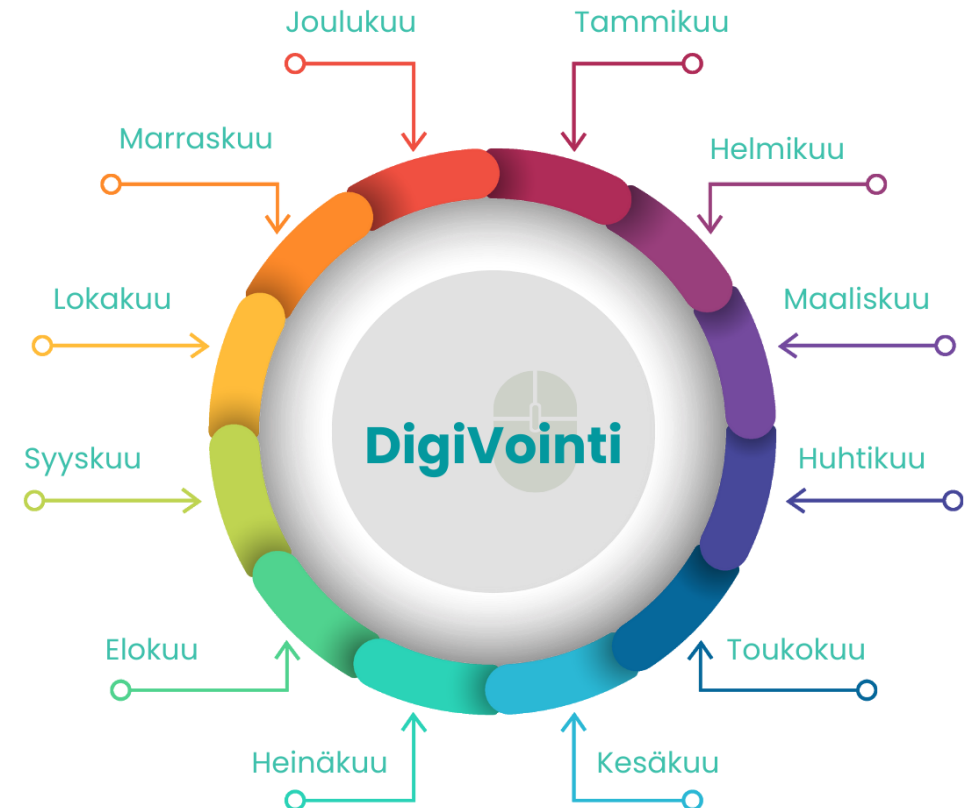 Joulukuu
Tammikuu
Marraskuu
Helmikuu
Lokakuu
Maaliskuu
DigiVointi
Syyskuu
Huhtikuu
Elokuu
Toukokuu
Heinäkuu
Kesäkuu